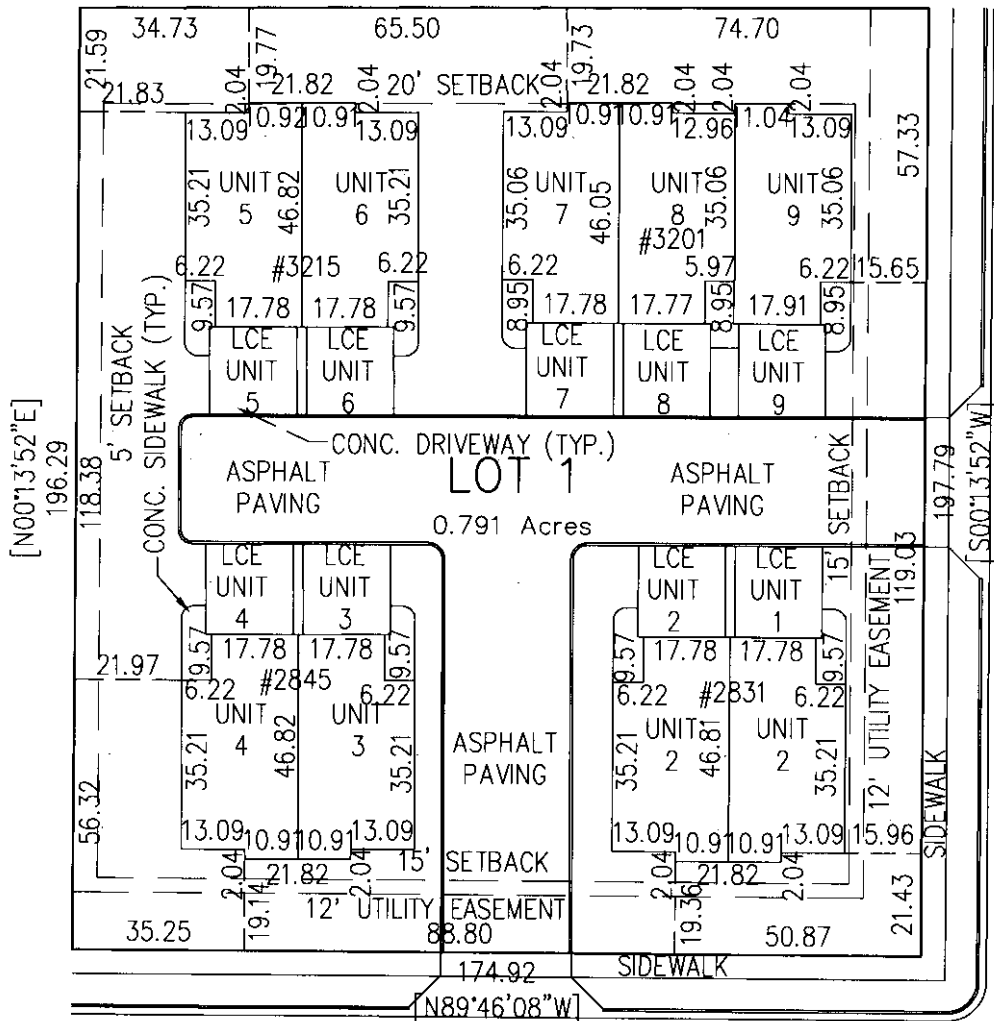 34.73
65.50
74.70
21.59
19.77
19.73
21.83
2.04
21.82
2.04
20' SETBACK
2.04
21.82
2.04
2.04
2.04
13.09
10.92
10.91
13.09
13.09
10.91
10.91
12.96
1.04
13.09
57.33
35.21
UNIT
5
46.82
UNIT
6
35.21
35.06
UNIT
7
46.05
UNIT
8
35.06
UNIT
9
35.06
#3215
#3201
6.22
6.22
6.22
5.97
6.22
15.65
9.57
17.78
17.78
9.57
8.95
17.78
17.77
8.95
17.91
8.95
LCE
UNIT
5
LCE
UNIT
6
LCE
UNIT
7
LCE
UNIT
8
LCE
UNIT
9
[N00°13'52"E]
196.29
118.38
5' SETBACK
CONC. SIDEWALK (TYP.)
CONC. DRIVEWAY (TYP.)
ASPHALT
PAVING
LOT 1
0.791 Acres
ASPHALT
PAVING
15' SETBACK
197.79
[S00°13'52"W]
119.03
12' UTILITY EASEMENT
LCE
UNIT
4
LCE
UNIT
3
LCE
UNIT
2
LCE
UNIT
1
9.57
17.78
17.78
9.57
9.57
17.78
17.78
9.57
21.97
6.22
#2845
6.22
6.22
#2831
6.22
UNIT
4
UNIT
3
UNIT
2
UNIT
2
35.21
46.82
35.21
35.21
46.81
35.21
ASPHALT
PAVING
56.32
13.09
10.91
10.91
13.09
13.09
10.91
10.91
13.09
15.96
SIDEWALK
2.04
21.82
2.04
15' SETBACK
2.04
21.82
2.04
12' UTILITY EASEMENT
35.25
19.14
88.80
19.36
50.87
21.43
174.92
SIDEWALK
[N89°46'08"W]